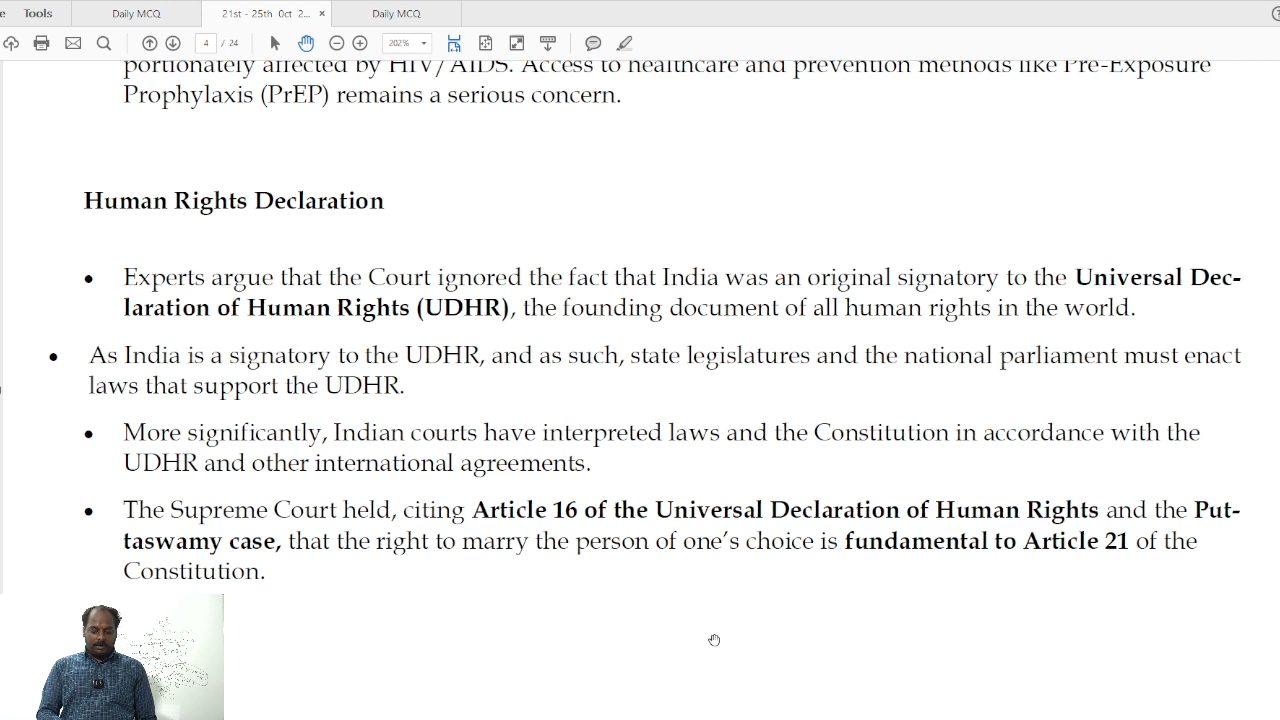 e Tools Daily MCQ 21st - 25th Oct 2... × Daily MCQ
4 / 24 202%
portionately affected by HIV/AIDS. Access to healthcare and prevention methods like Pre-Exposure
Prophylaxis (PrEP) remains a serious concern.
Human Rights Declaration
• Experts argue that the Court ignored the fact that India was an original signatory to the Universal Dec-
laration of Human Rights (UDHR), the founding document of all human rights in the world.
• As India is a signatory to the UDHR, and as such, state legislatures and the national parliament must enact
laws that support the UDHR.
• More significantly, Indian courts have interpreted laws and the Constitution in accordance with the
UDHR and other international agreements.
• The Supreme Court held, citing Article 16 of the Universal Declaration of Human Rights and the Put-
taswamy case, that the right to marry the person of one's choice is fundamental to Article 21 of the
Constitution.